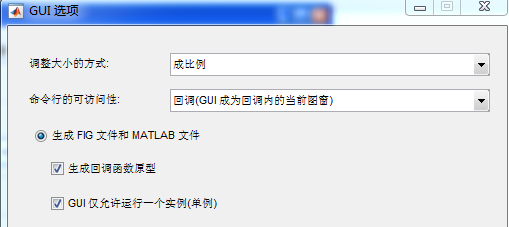 GUI 选项
调整大小的方式:
成比例
命令行的可访问性:
回调(GUI 成为回调内的当前图窗)
生成 FIG 文件和 MATLAB 文件
生成回调函数原型
GUI 仅允许运行一个实例(单例)